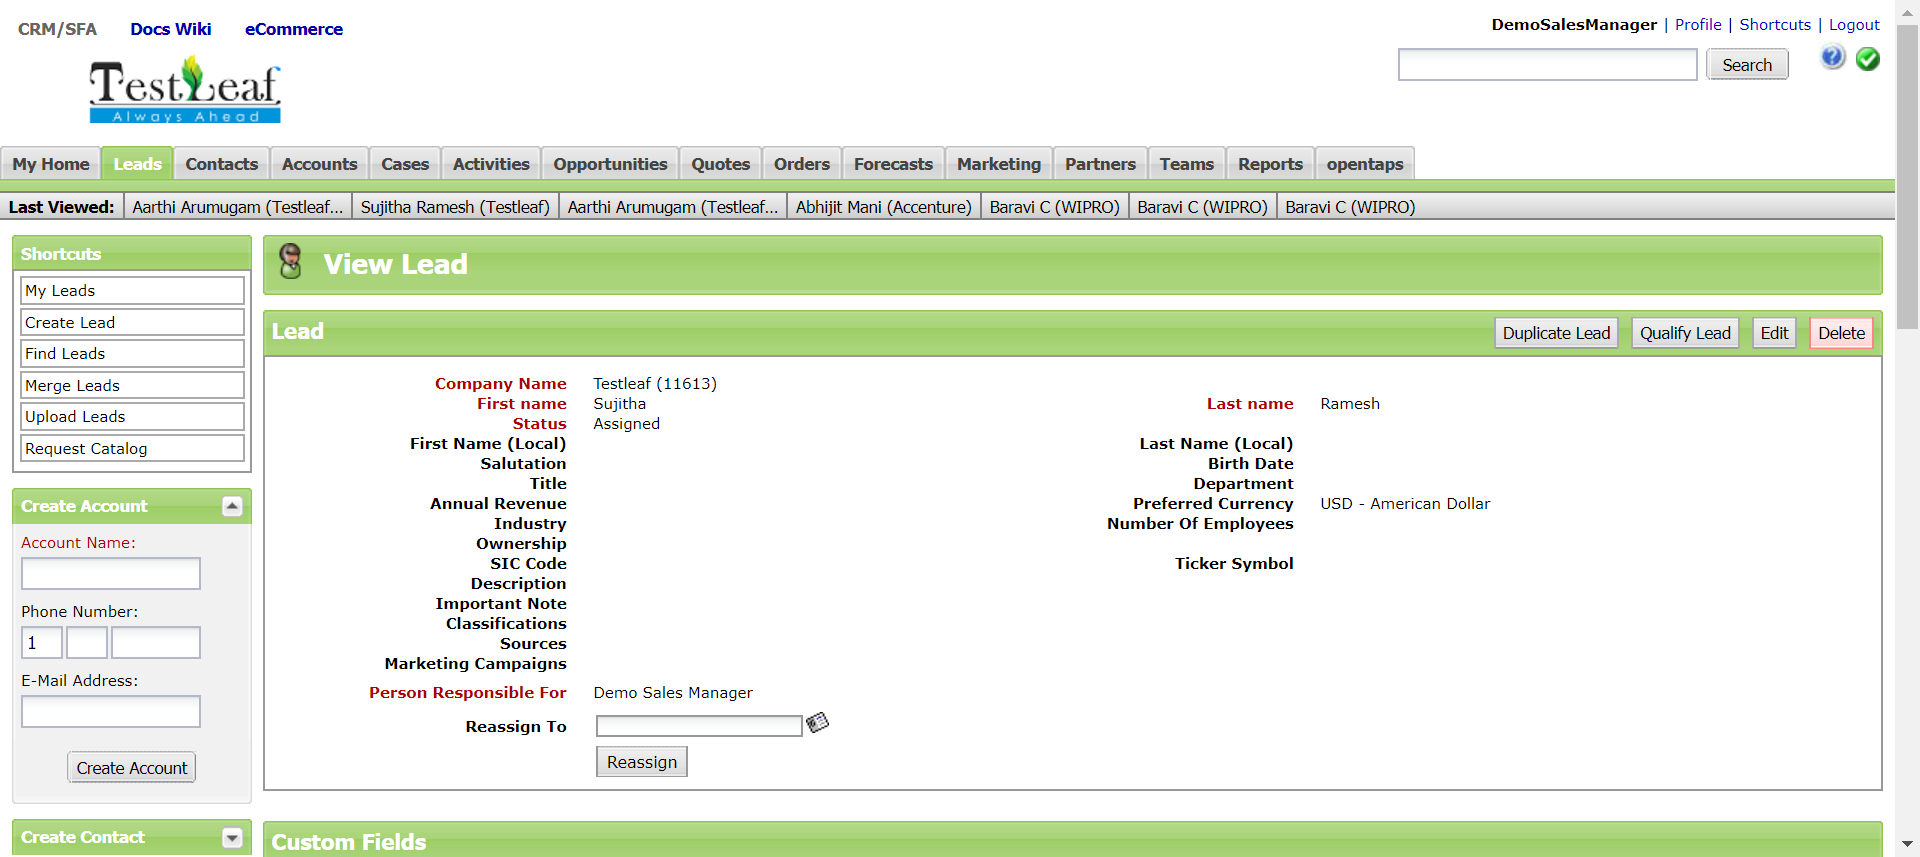 CRM/SFA Docs Wiki eCommerce
DemoSalesManager | Profile | Shortcuts | Logout
TestLeaf
Always Ahead
Search
My Home Leads Contacts Accounts Cases Activities Opportunities Quotes Orders Forecasts Marketing Partners Teams Reports opentaps
Last Viewed: Aarthi Arumugam (Testleaf... Sujitha Ramesh (Testleaf) Aarthi Arumugam (Testleaf... Abhijit Mani (Accenture) Baravi C (WIPRO) Baravi C (WIPRO) Baravi C (WIPRO)
Shortcuts
My Leads
Create Lead
Find Leads
Merge Leads
Upload Leads
Request Catalog
Create Account
Account Name:
Phone Number:
1
E-Mail Address:
Create Account
Create Contact
View Lead
Lead
Duplicate Lead Qualify Lead Edit Delete
Company Name Testleaf (11613)
First name Sujitha Last name Ramesh
Status Assigned
First Name (Local) Last Name (Local)
Salutation Birth Date
Title Department
Annual Revenue Preferred Currency USD - American Dollar
Industry Number Of Employees
Ownership
SIC Code Ticker Symbol
Description
Important Note
Classifications
Sources
Marketing Campaigns
Person Responsible For Demo Sales Manager
Reassign To
Reassign
Custom Fields